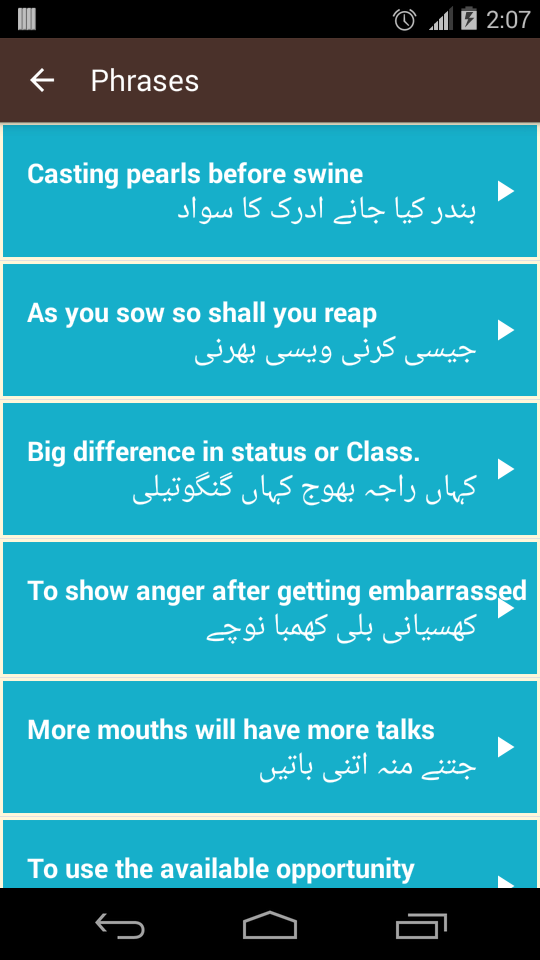 2:07
Phrases
Casting pearls before swine
بندر کیا جانے ادرک کا سواد
As you sow so shall you reap
جیسی کرنی ویسی بھرنی
Big difference in status or Class.
کہاں راجہ بھوج کہاں گنگوتیلی
To show anger after getting embarrassed
کھسیانی بلی کھمبا نوچے
More mouths will have more talks
جتنے منہ اتنی باتیں
To use the available opportunity